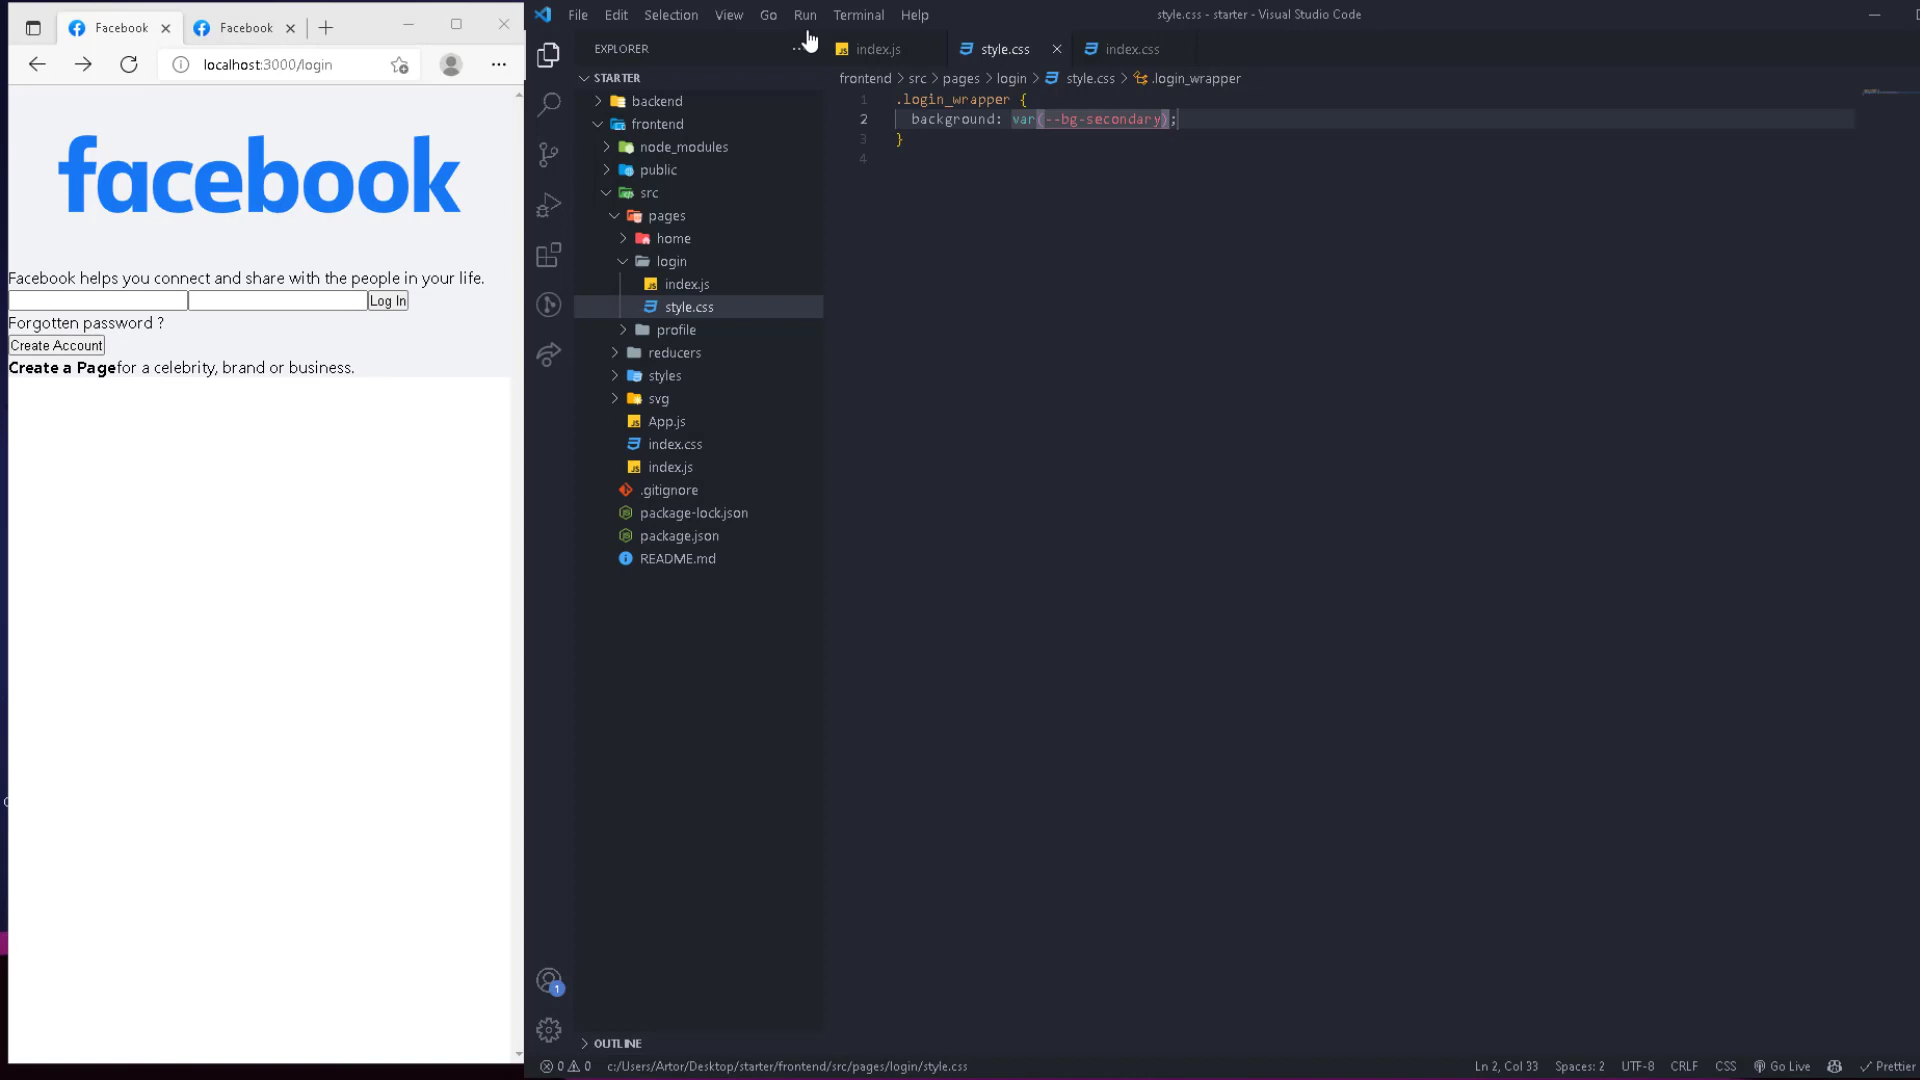 Facebook
Facebook
localhost:3000/login
facebook
Facebook helps you connect and share with the people in your life.
Log In
Forgotten password ?
Create Account
Create a Pagefor a celebrity, brand or business.
File Edit Selection View Go Run Terminal Help
style.css - starter - Visual Studio Code
EXPLORER
STARTER
backend
frontend
node_modules
public
src
pages
home
login
index.js
style.css
profile
reducers
styles
svg
App.js
index.css
index.js
.gitignore
package-lock.json
package.json
README.md
OUTLINE
index.js
style.css
index.css
frontend > src > pages > login > style.css > .login_wrapper
1 .login_wrapper {
2 background: var(--bg-secondary);
3 }
4
1
0 0 c:/Users/Artor/Desktop/starter/frontend/src/pages/login/style.css
Ln 2, Col 33 Spaces: 2 UTF-8 CRLF CSS Go Live Prettier